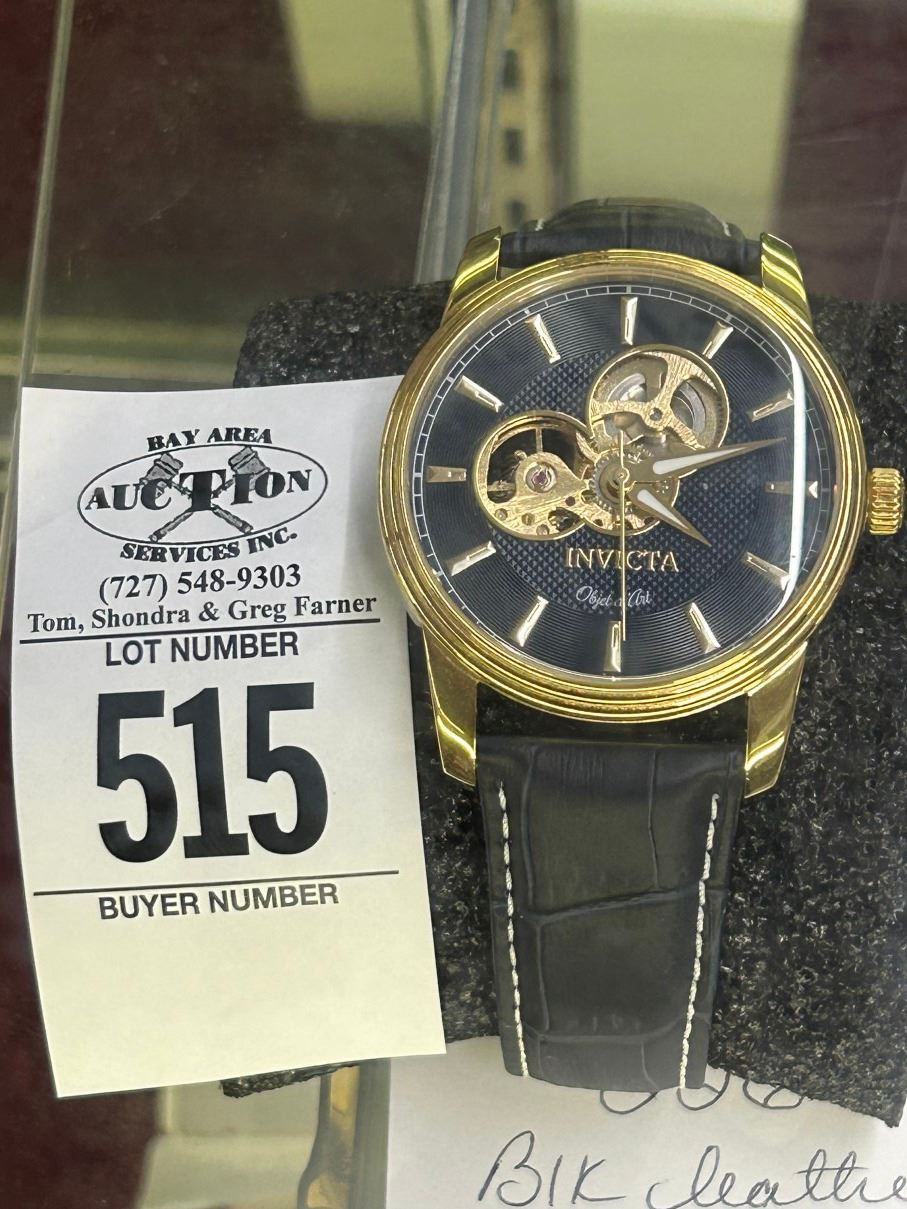 BAY AREA
AUCTION
SERVICES INC.
(727) 548-9303
Tom, Shondra & Greg Farner
LOT NUMBER
515
BUYER NUMBER
INVICTA
Objet d'Art
Blk